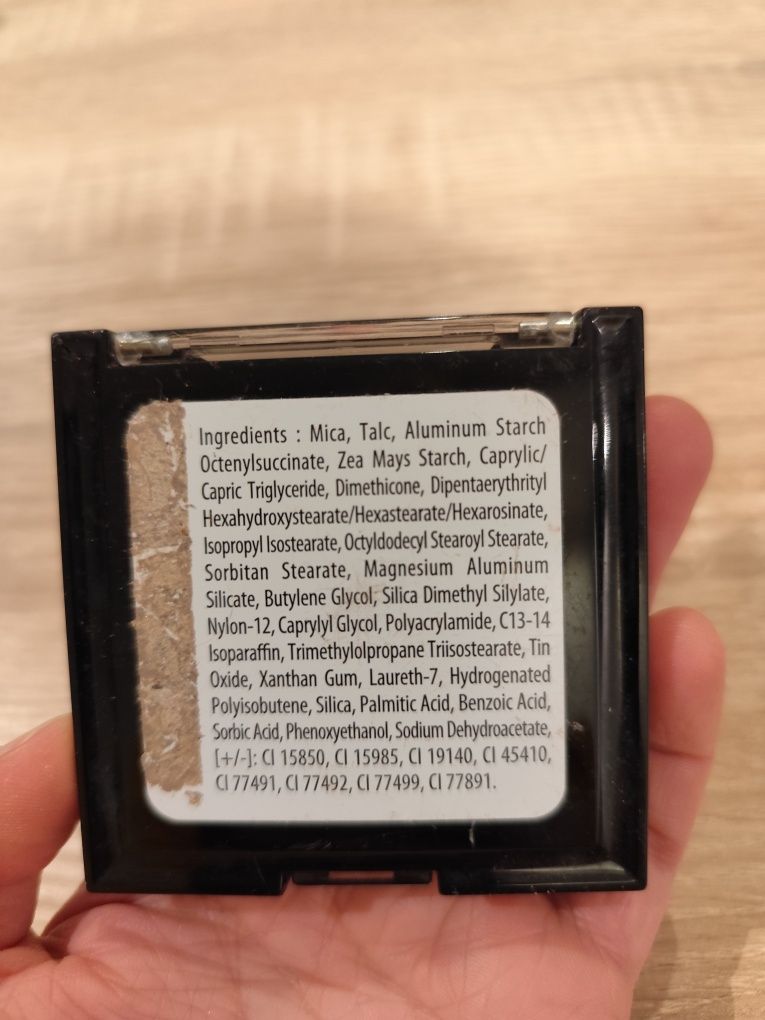 Ingredients : Mica, Talc, Aluminum Starch
Octenylsuccinate, Zea Mays Starch, Caprylic/
Capric Triglyceride, Dimethicone, Dipentaerythrityl
Hexahydroxystearate/Hexastearate/Hexarosinate,
Isopropyl Isostearate, Octyldodecyl Stearoyl Stearate,
Sorbitan Stearate, Magnesium Aluminum
Silicate, Butylene Glycol, Silica Dimethyl Silylate,
Nylon-12, Caprylyl Glycol, Polyacrylamide, C13-14
Isoparaffin, Trimethylolpropane Triisostearate, Tin
Oxide, Xanthan Gum, Laureth-7, Hydrogenated
Polyisobutene, Silica, Palmitic Acid, Benzoic Acid,
Sorbic Acid, Phenoxyethanol, Sodium Dehydroacetate,
[+/-]: CI 15850, CI 15985, CI 19140, CI 45410,
CI 77491, CI 77492, CI 77499, CI 77891.